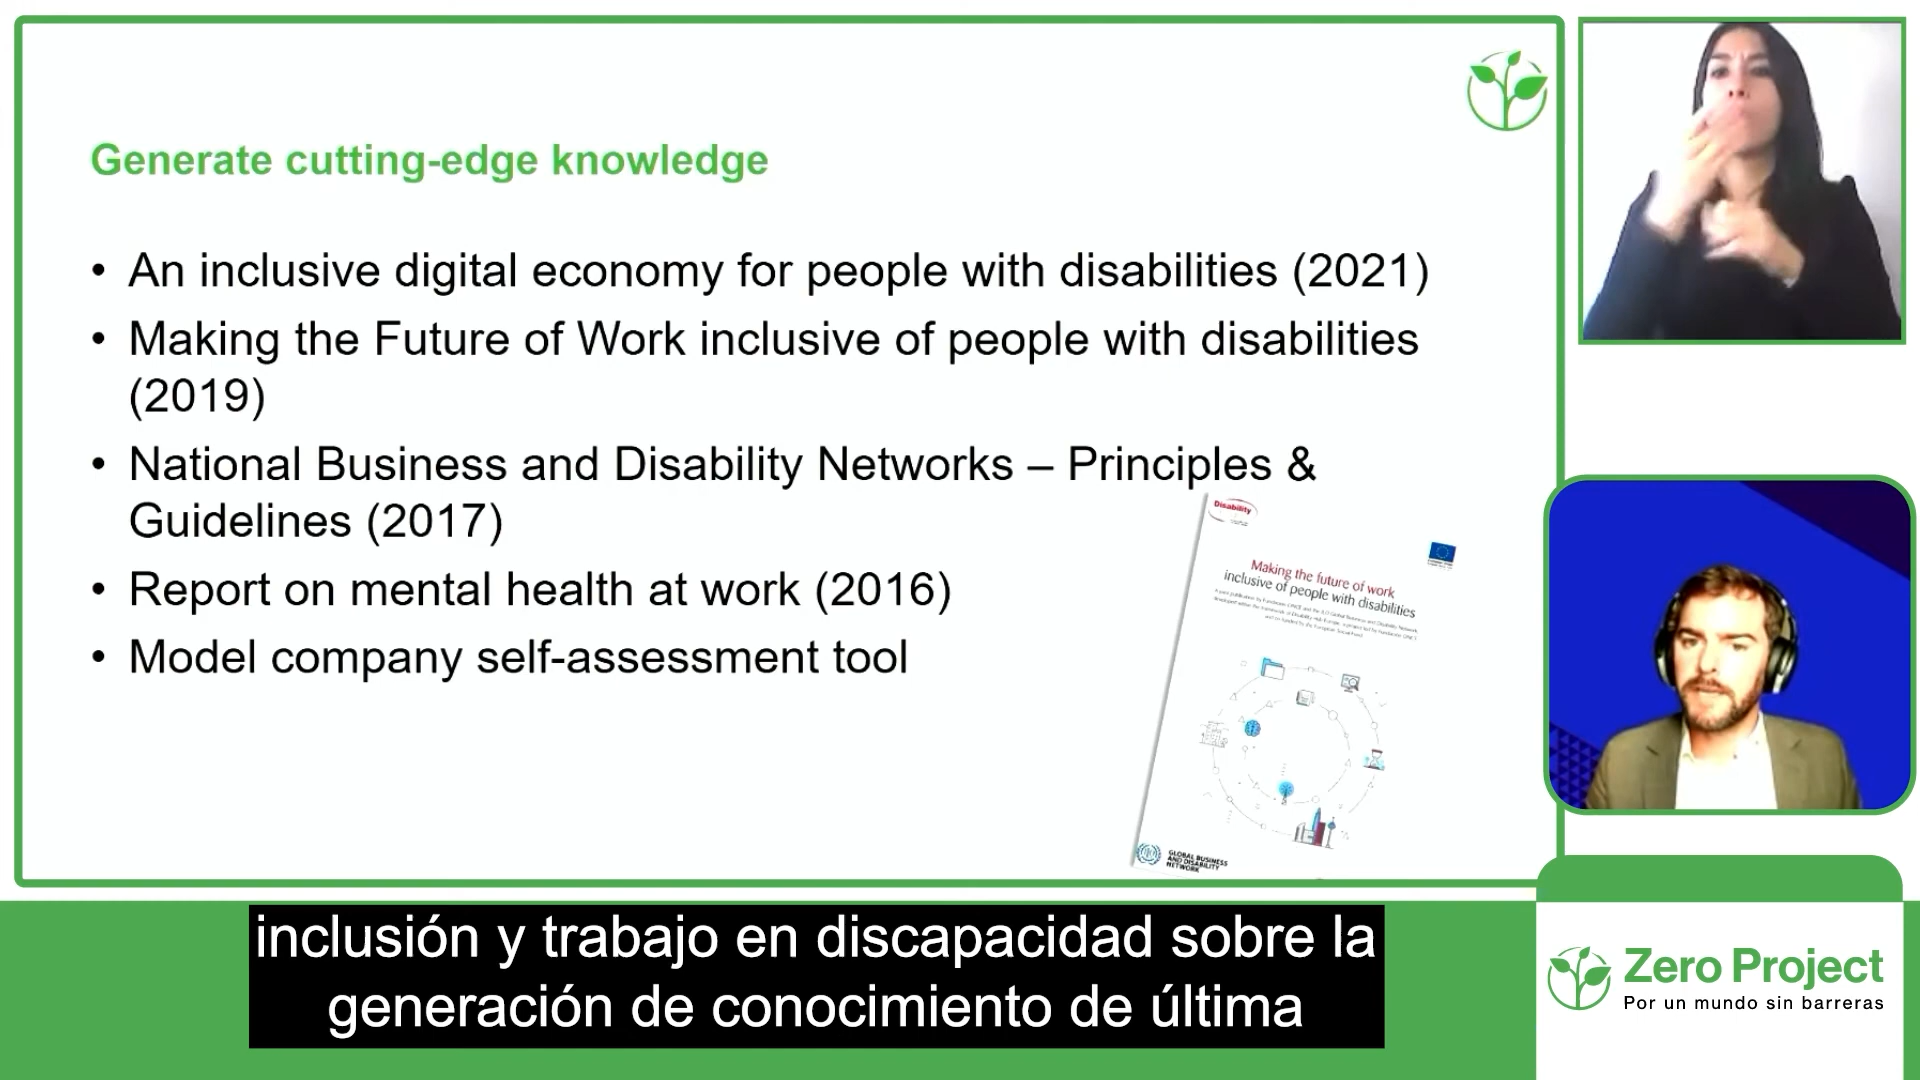 Generate cutting-edge knowledge
• An inclusive digital economy for people with disabilities (2021)
• Making the Future of Work inclusive of people with disabilities
(2019)
• National Business and Disability Networks – Principles &
Guidelines (2017)
• Report on mental health at work (2016)
• Model company self-assessment tool
Disability
Making the future of work
inclusive of people with disabilities
GLOBAL BUSINESS
AND DISABILITY
NETWORK
inclusión y trabajo en discapacidad sobre la
generación de conocimiento de última
Zero Project
Por un mundo sin barreras